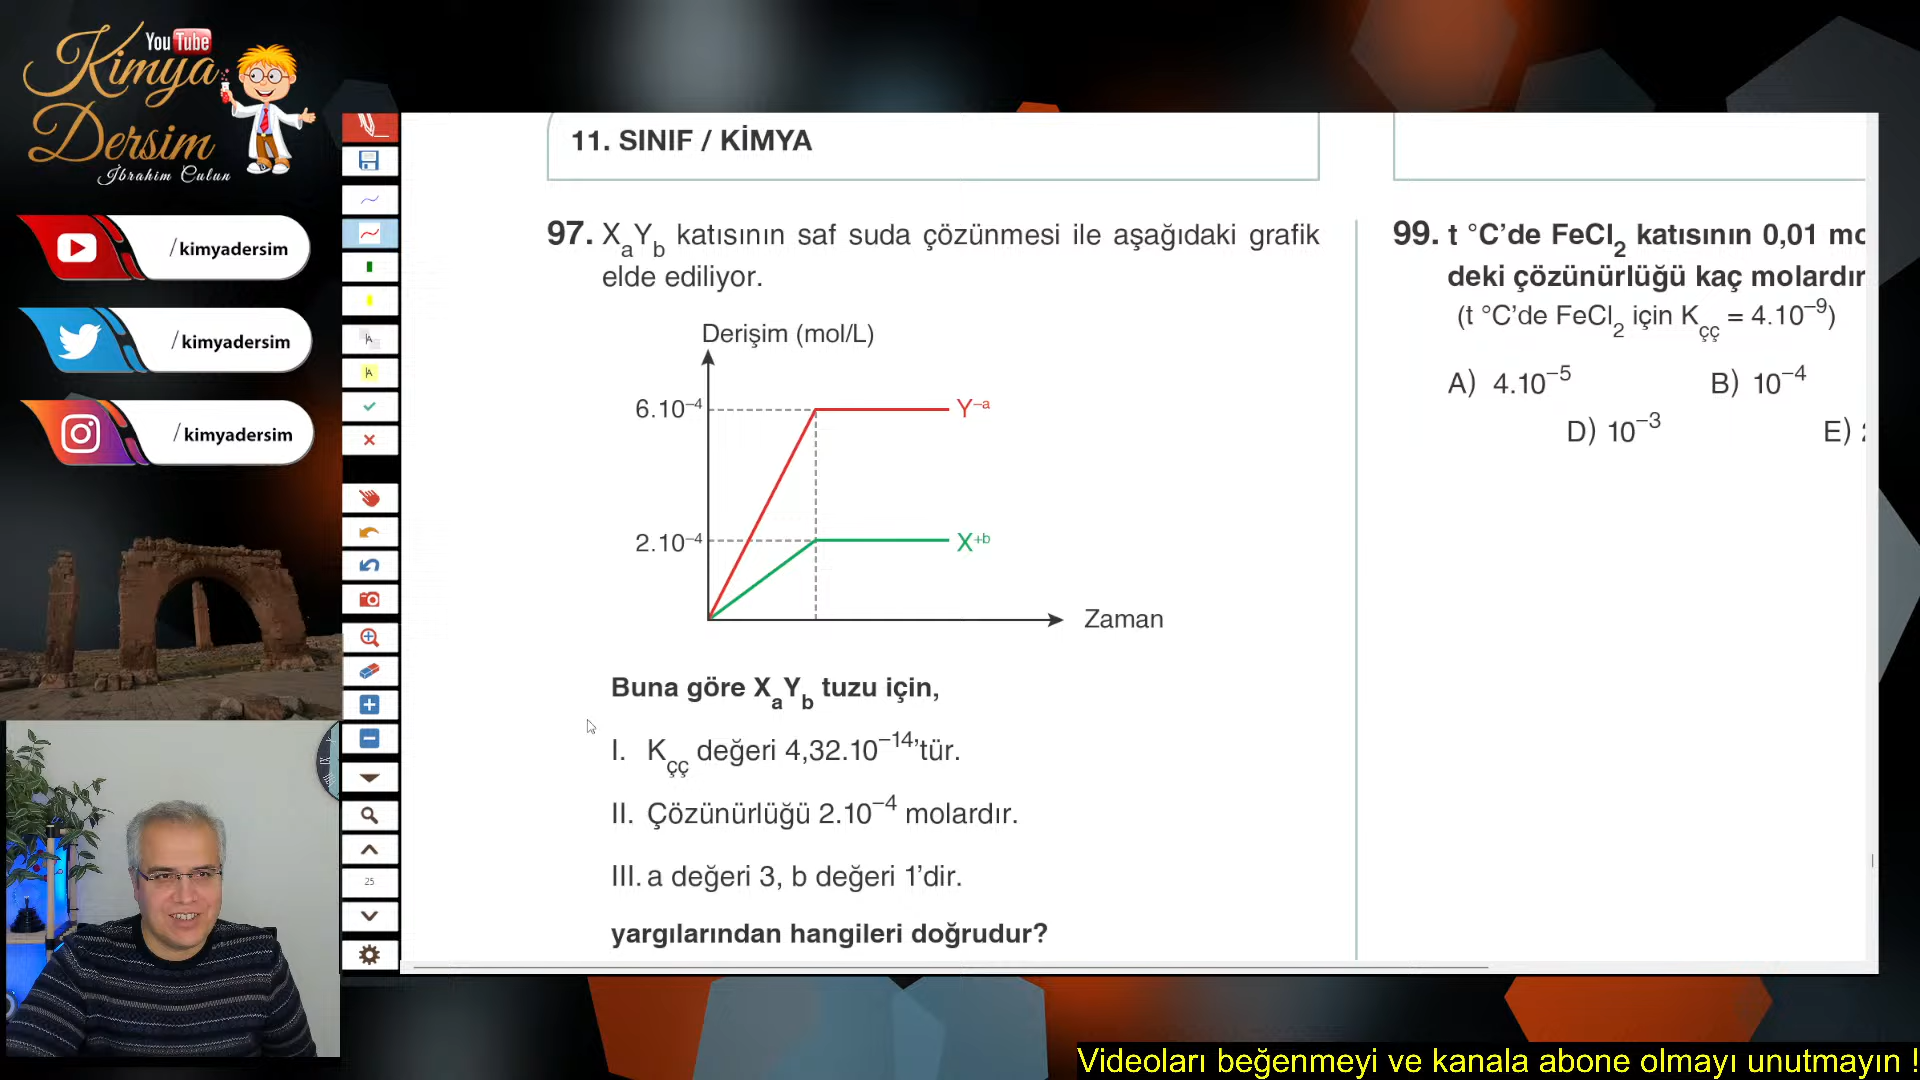 You Tube
Kimya
Dersim
İbrahim Culun
/kimyadersim
/kimyadersim
/kimyadersim
25
11. SINIF / KİMYA
97. XaYb katısının saf suda çözünmesi ile aşağıdaki grafik
elde ediliyor.
Derişim (mol/L)
6.10⁻⁴
Y⁻ᵃ
2.10⁻⁴
X⁺ᵇ
Zaman
Buna göre XaYb tuzu için,
I. Kçç değeri 4,32.10⁻¹⁴'tür.
II. Çözünürlüğü 2.10⁻⁴ molardır.
III. a değeri 3, b değeri 1'dir.
yargılarından hangileri doğrudur?
99. t °C'de FeCl₂ katısının 0,01
deki çözünürlüğü kaç molardır
(t °C'de FeCl₂ için Kçç = 4.10⁻⁹)
A) 4.10⁻⁵ B) 10⁻⁴
D) 10⁻³ E)
Videoları beğenmeyi ve kanala abone olmayı unutmayın !